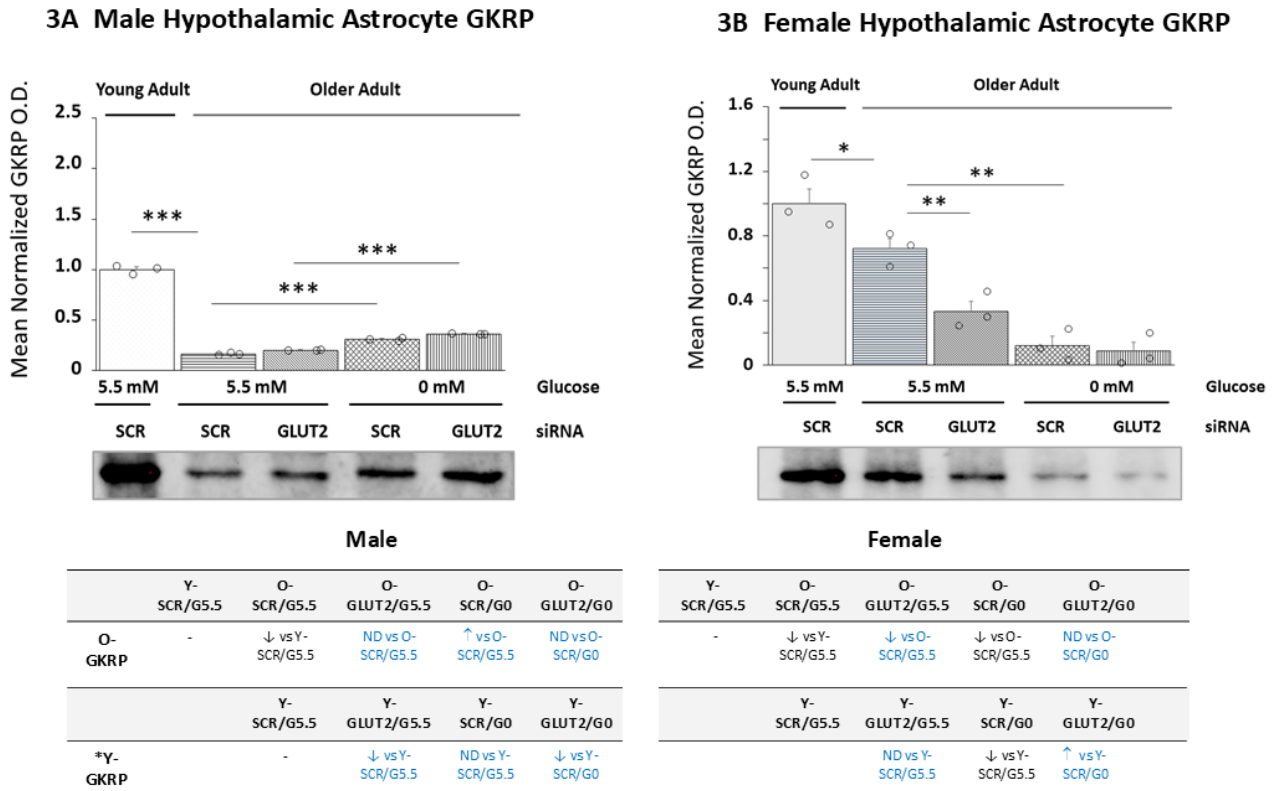 3A Male Hypothalamic Astrocyte GKRP
Mean Normalized GKRP O.D.
Young Adult
Older Adult
2.5
2.0
1.5
1.0
0.5
0
***
***
***
5.5 mM
5.5 mM
0 mM
Glucose
SCR
SCR
GLUT2
SCR
GLUT2
siRNA
3B Female Hypothalamic Astrocyte GKRP
Mean Normalized GKRP O.D.
Young Adult
Older Adult
1.6
1.2
0.8
0.4
0
*
**
**
5.5 mM
5.5 mM
0 mM
Glucose
SCR
SCR
GLUT2
SCR
GLUT2
siRNA
Male
Y- O- O- O- O-
SCR/G5.5 SCR/G5.5 GLUT2/G5.5 SCR/G0 GLUT2/G0
O- - ↓ vs Y- ND vs O- ↑ vs O- ND vs O-
GKRP SCR/G5.5 SCR/G5.5 SCR/G5.5 SCR/G0
Y- Y- Y- Y-
SCR/G5.5 GLUT2/G5.5 SCR/G0 GLUT2/G0
*Y- - ↓ vs Y- ND vs Y- ↓ vs Y-
GKRP SCR/G5.5 SCR/G5.5 SCR/G0
Female
Y- O- O- O- O-
SCR/G5.5 SCR/G5.5 GLUT2/G5.5 SCR/G0 GLUT2/G0
- ↓ vs Y- ↓ vs O- ↓ vs O- ND vs O-
SCR/G5.5 SCR/G5.5 SCR/G5.5 SCR/G0
Y- Y- Y- Y-
SCR/G5.5 GLUT2/G5.5 SCR/G0 GLUT2/G0
ND vs Y- ↓ vs Y- ↑ vs Y-
SCR/G5.5 SCR/G5.5 SCR/G0